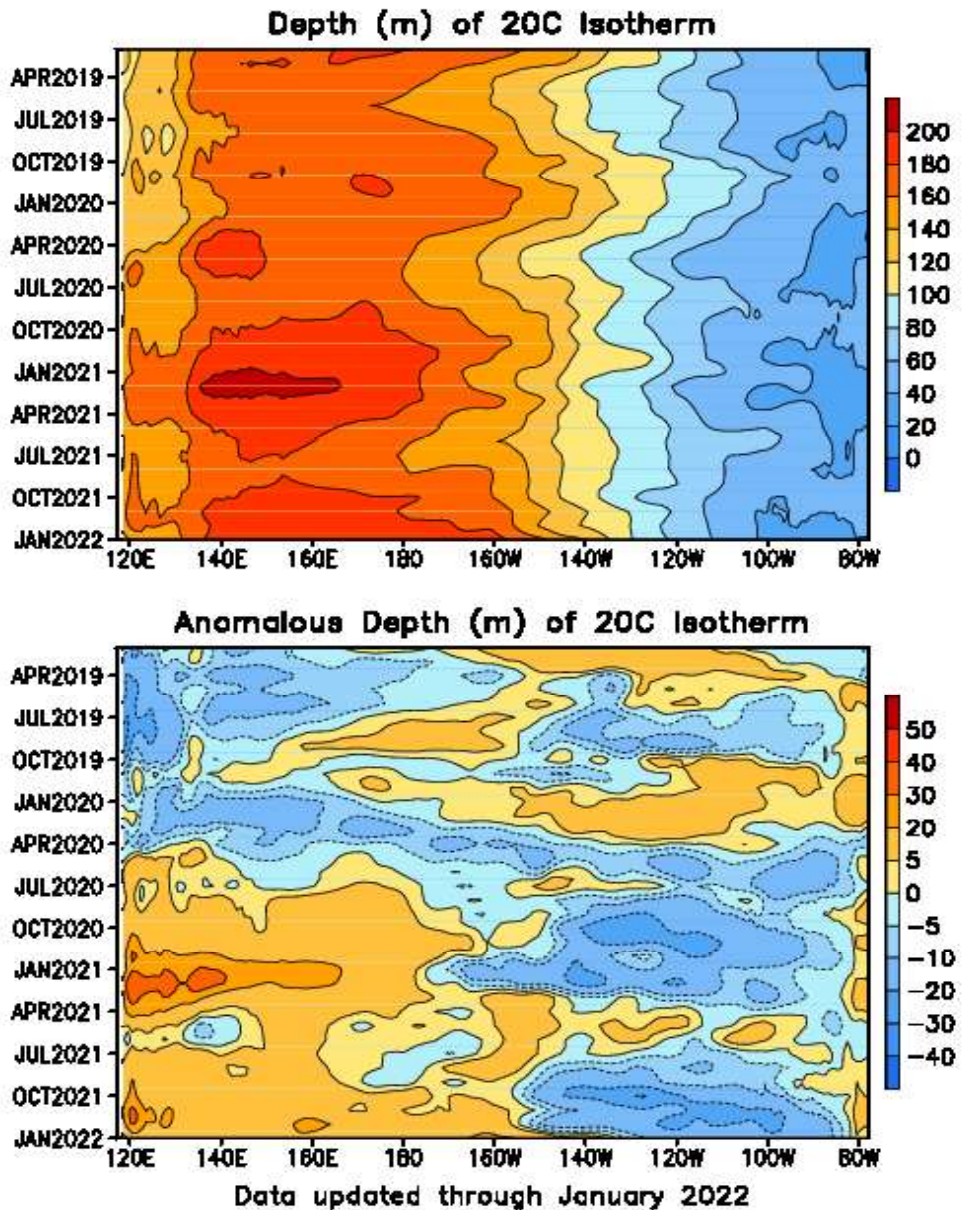 Depth (m) of 20C Isotherm
APR2019
JUL2019
OCT2019
JAN2020
APR2020
JUL2020
OCT2020
JAN2021
APR2021
JUL2021
OCT2021
JAN2022
120E 140E 160E 180 160W 140W 120W 100W 80W
200
180
160
140
120
100
80
60
40
20
0
Anomalous Depth (m) of 20C Isotherm
APR2019
JUL2019
OCT2019
JAN2020
APR2020
JUL2020
OCT2020
JAN2021
APR2021
JUL2021
OCT2021
JAN2022
120E 140E 160E 180 160W 140W 120W 100W 80W
50
40
30
20
5
0
-5
-10
-20
-30
-40
Data updated through January 2022